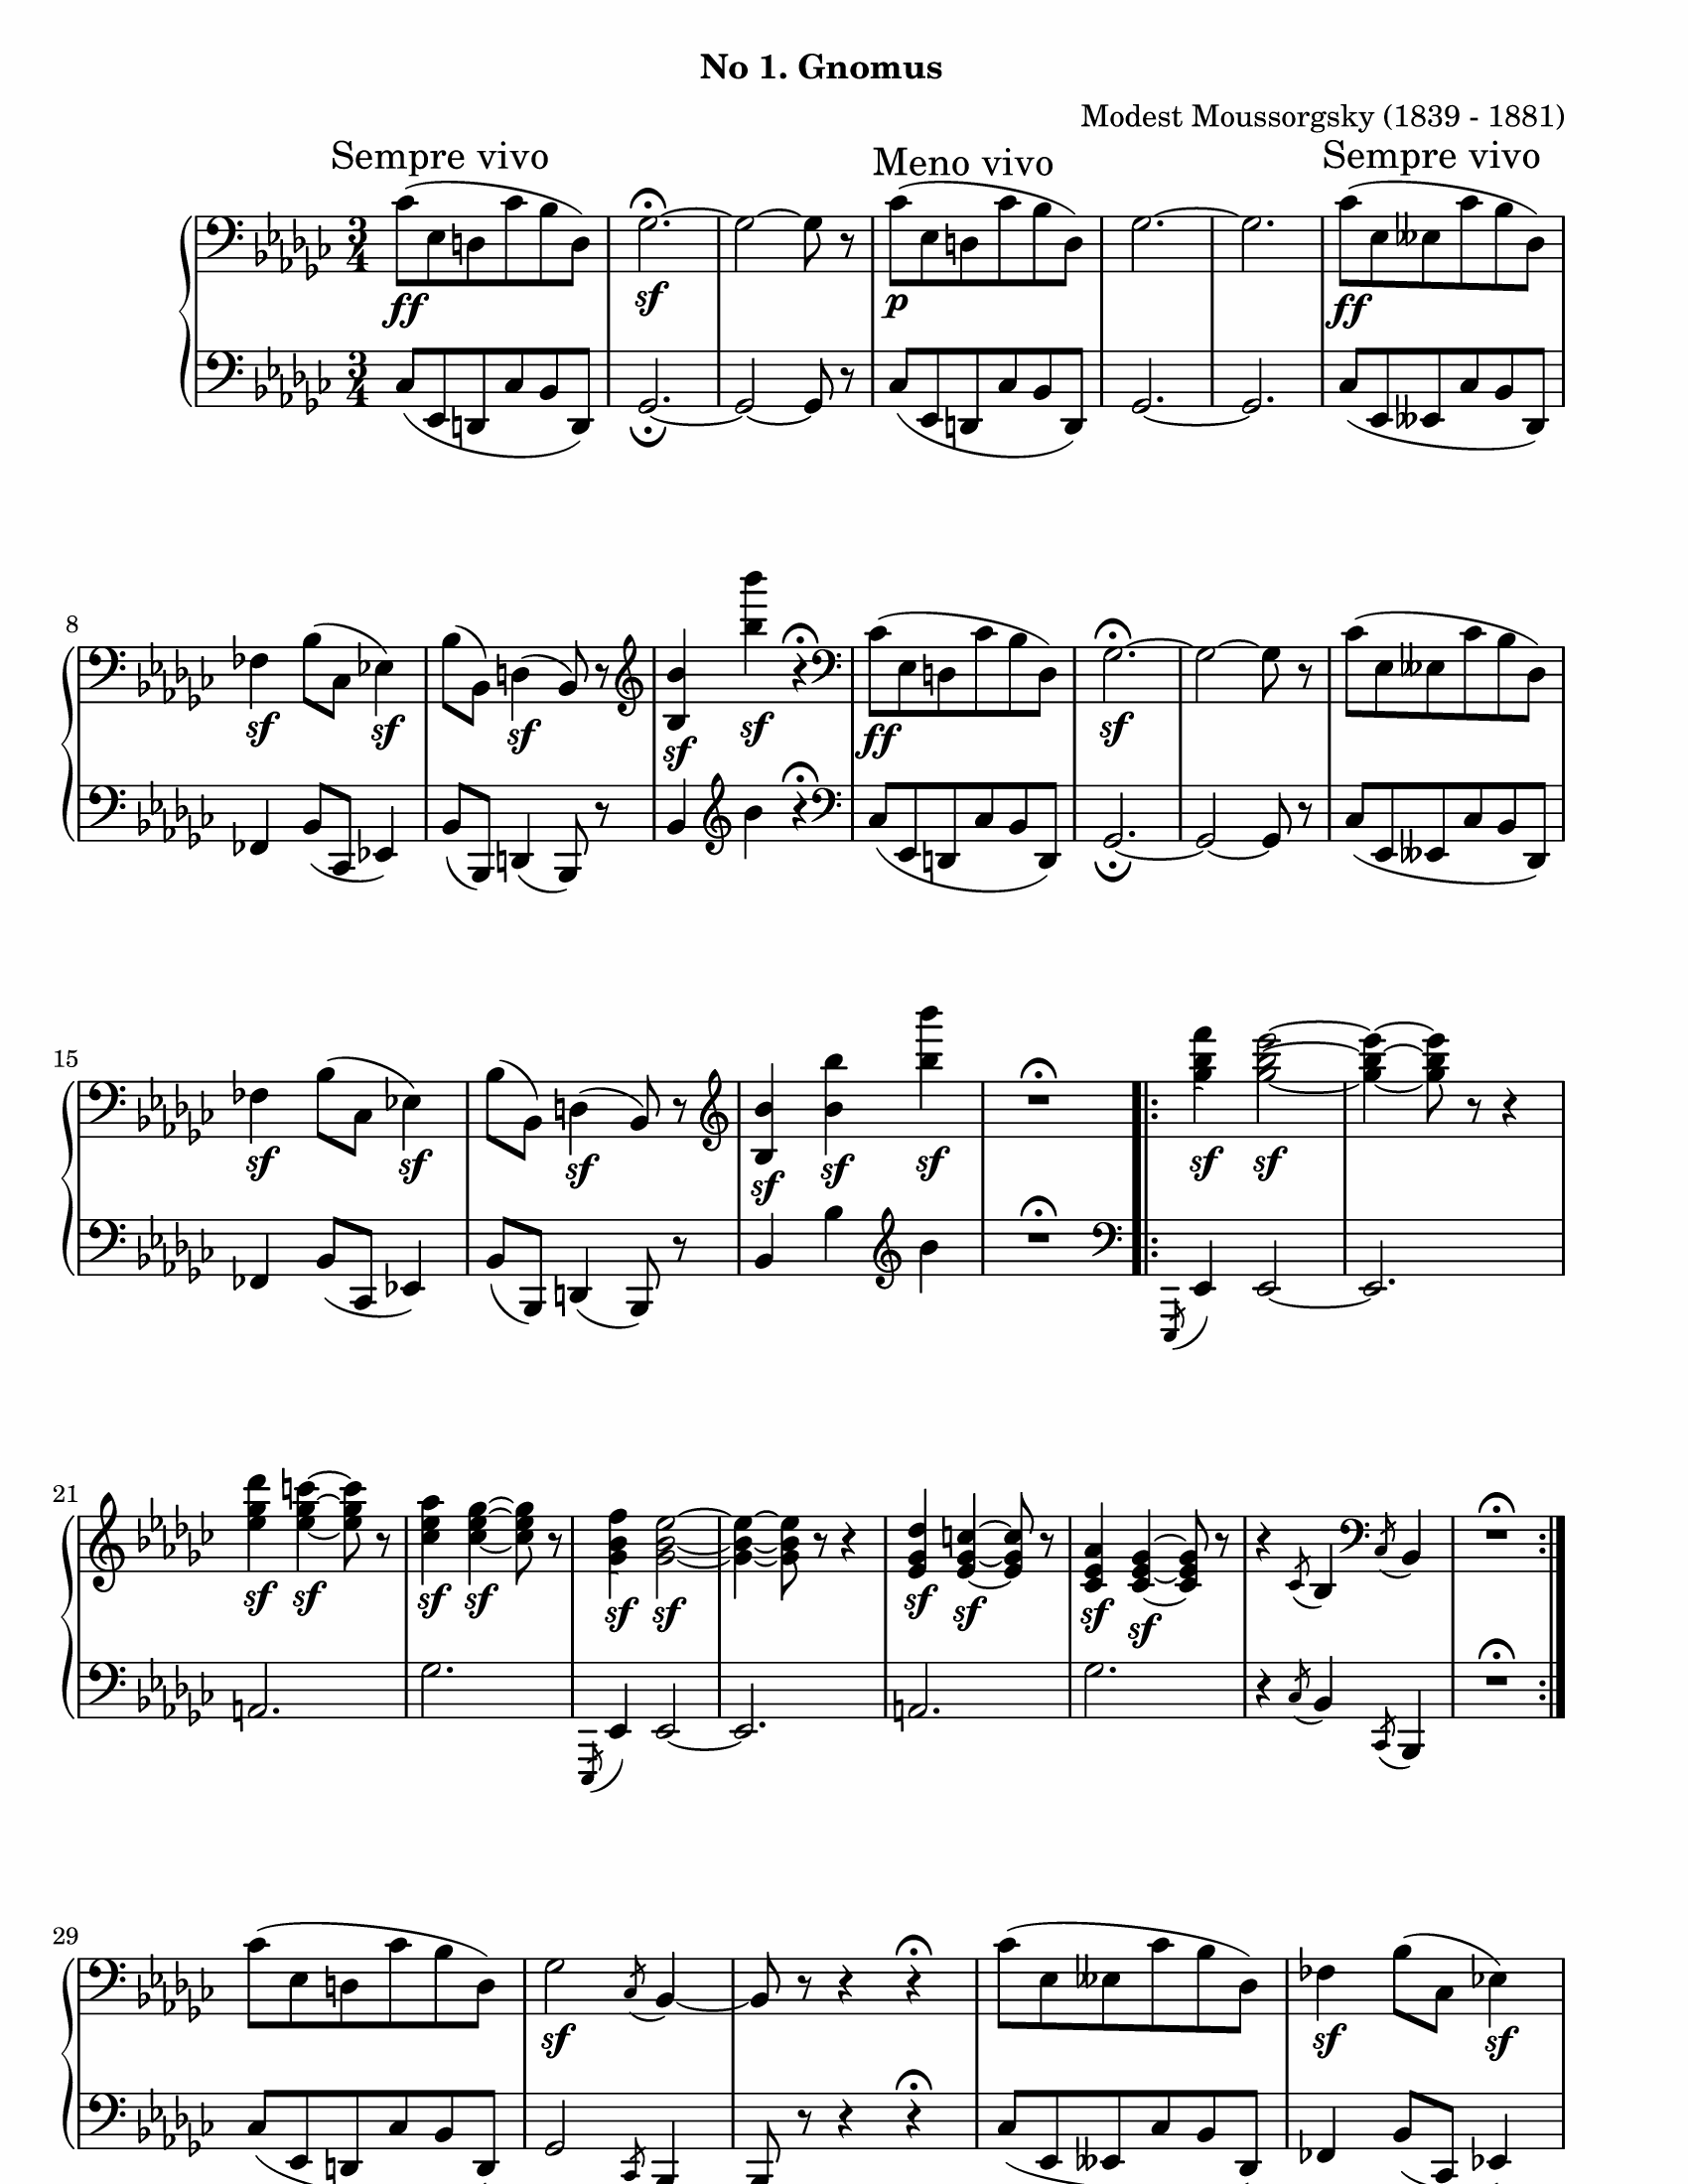 No 1. Gnomus
Modest Moussorgsky (1839 - 1881)
Sempre vivo Meno vivo Sempre vivo
3 4 ff sf p ff
3 4
8
sf sf sf sf sf ff sf
15
sf sf sf sf sf sf sf sf
21
sf sf sf sf sf sf sf sf sf sf
29
sf sf sf